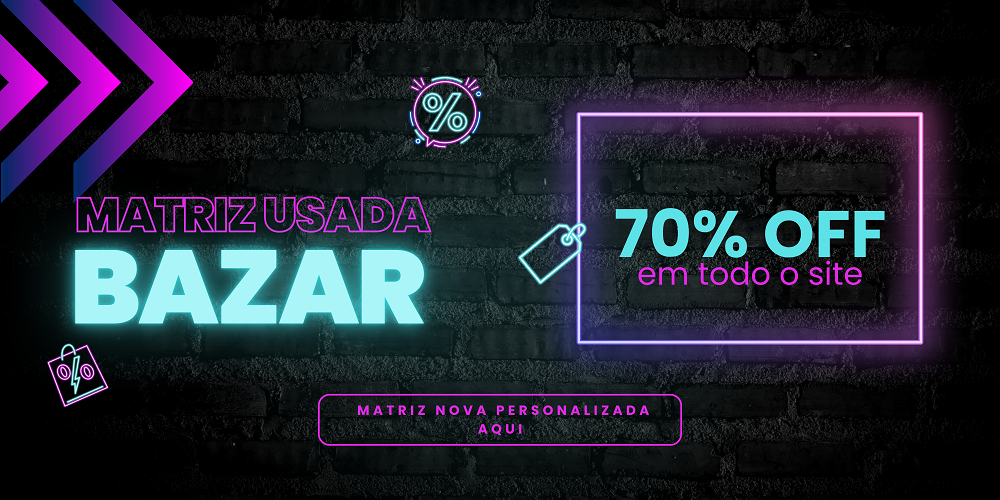 %
MATRIZ USADA
BAZAR
70% OFF
em todo o site
%
MATRIZ NOVA PERSONALIZADA
AQUI